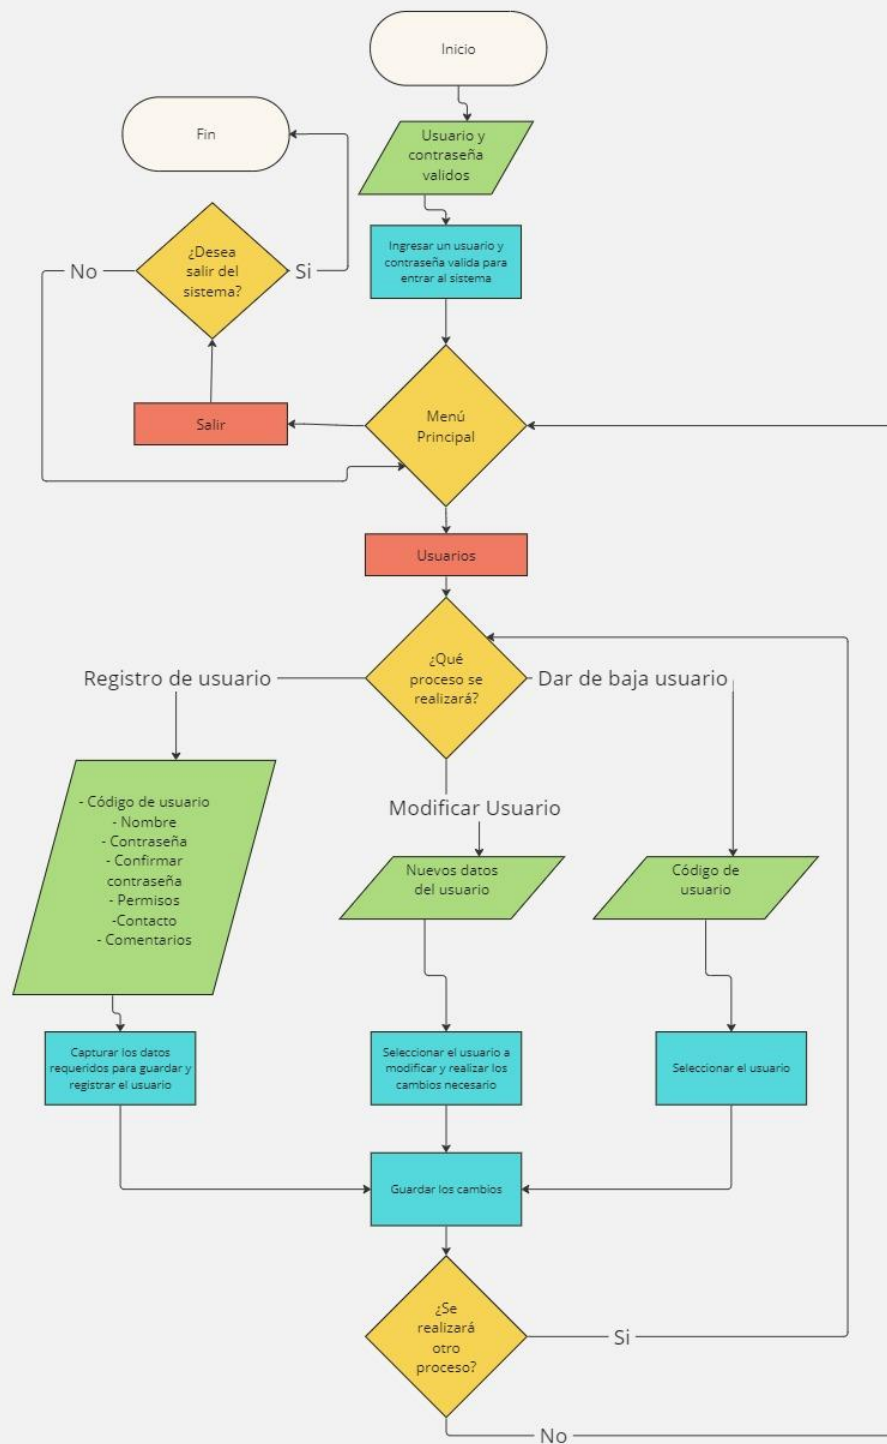 Inicio
Fin
Usuario y
contraseña
validos
¿Desea
salir del
sistema?
No
Si
Ingresar un usuario y
contraseña valida para
entrar al sistema
Menú
Principal
Salir
Usuarios
¿Qué
proceso se
realizará?
Registro de usuario
Dar de baja usuario
Modificar Usuario
- Código de usuario
- Nombre
- Contraseña
- Confirmar
contraseña
- Permisos
-Contacto
- Comentarios
Nuevos datos
del usuario
Código de
usuario
Capturar los datos
requeridos para guardar y
registrar el usuario
Seleccionar el usuario a
modificar y realizar los
cambios necesario
Seleccionar el usuario
Guardar los cambios
¿Se
realizará
otro
proceso?
Si
No